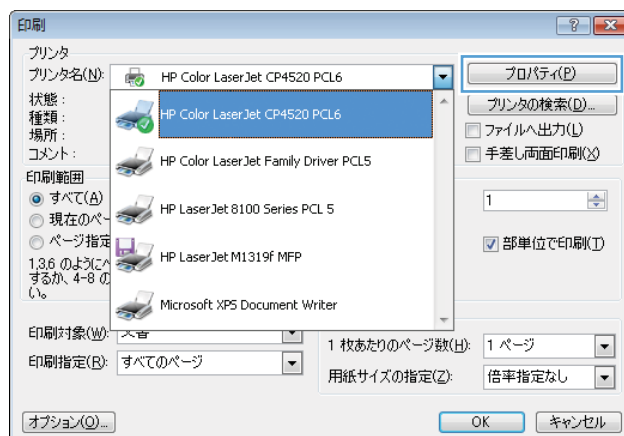 印刷
プリンタ
プリンタ名(N): HP Color LaserJet CP4520 PCL6 プロパティ(P)
状態: HP Color LaserJet CP4520 PCL6 プリンタの検索(D)...
種類:
場所: ファイルへ出力(L)
コメント: HP Color LaserJet Family Driver PCL5 手差し両面印刷(X)
印刷範囲
すべて(A) HP LaserJet 8100 Series PCL 5 1
現在のペー
ページ指定 HP LaserJet M1319f MFP 部単位で印刷(T)
1,3,6 のように
するか、4-8 の
い。
Microsoft XPS Document Writer
印刷対象(W): 文書 1 枚あたりのページ数(H): 1 ページ
印刷指定(R): すべてのページ 用紙サイズの指定(Z): 倍率指定なし
オプション(O)... OK キャンセル